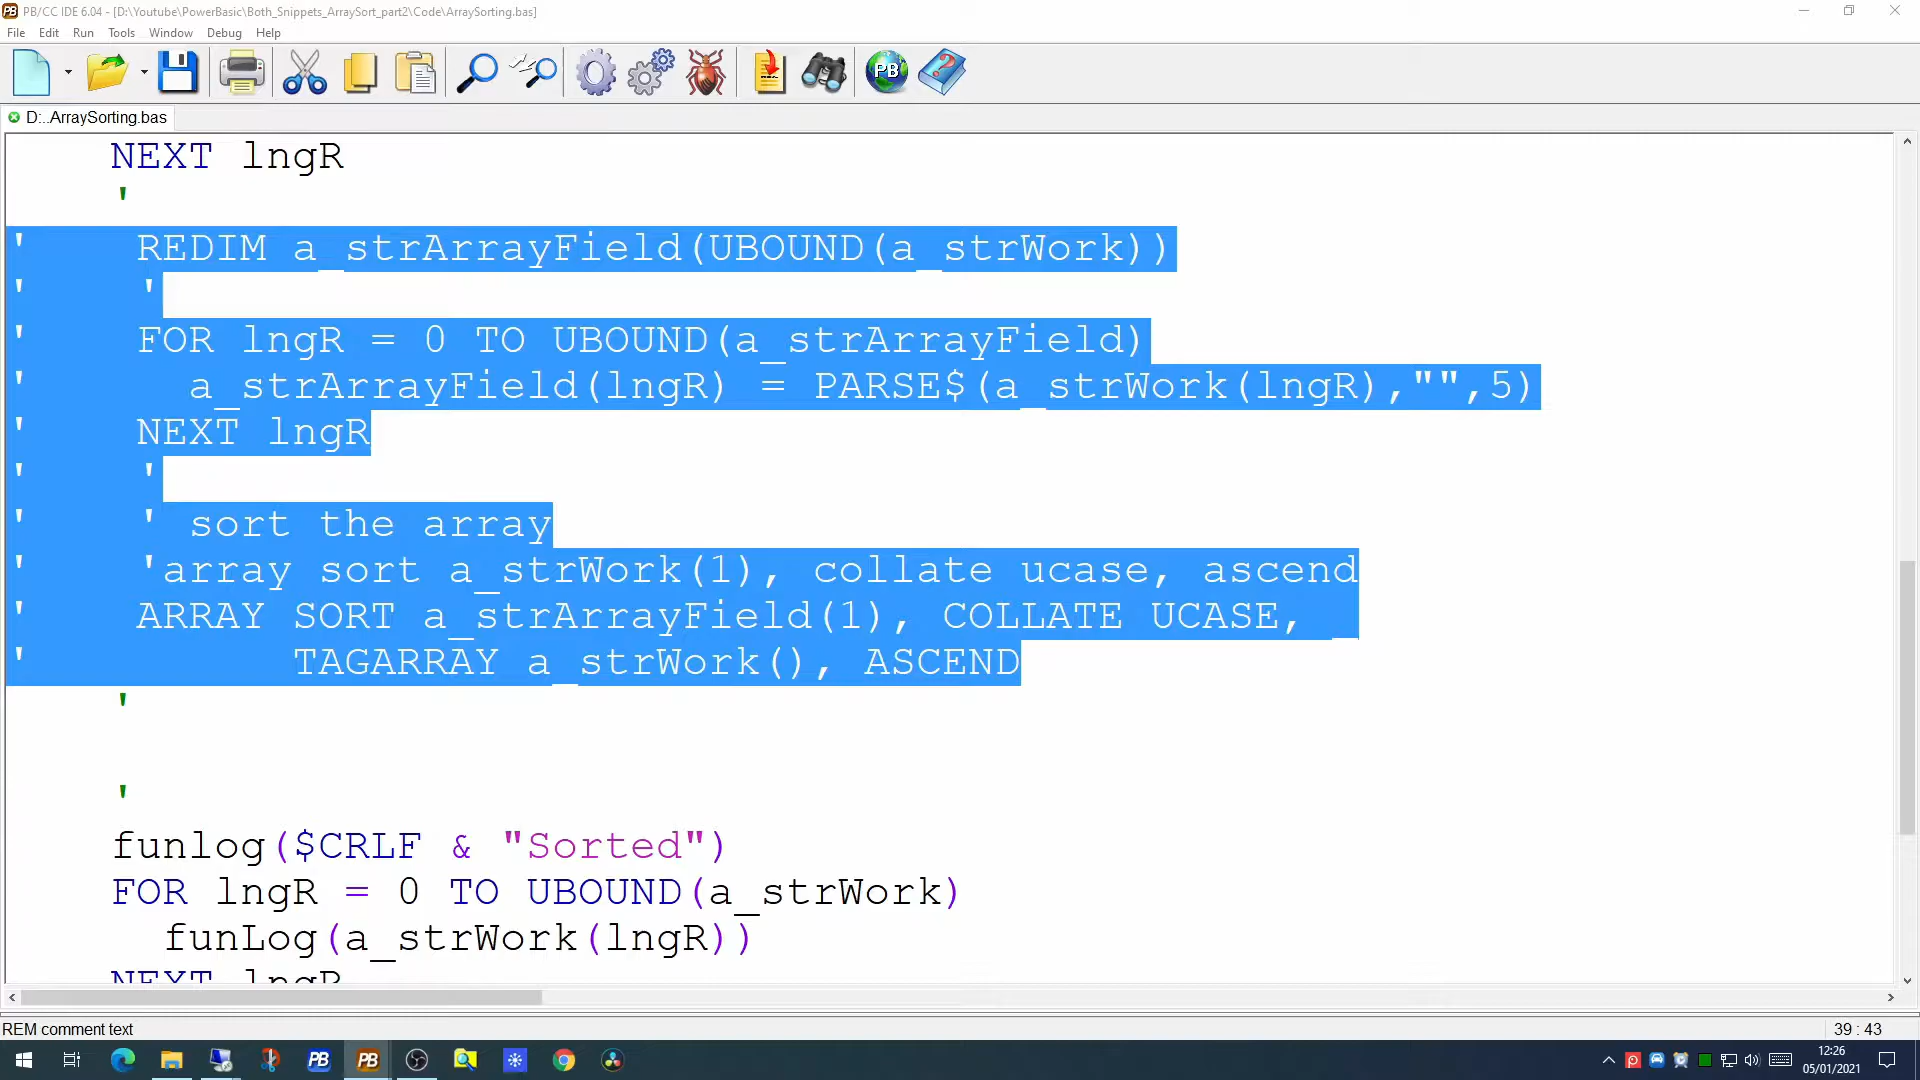 PB/CC IDE 6.04 - [D:\Youtube\PowerBasic\Both_Snippets_ArraySort_part2\Code\ArraySorting.bas]
File Edit Run Tools Window Debug Help
D:..ArraySorting.bas
NEXT lngR
'
' REDIM a_strArrayField(UBOUND(a_strWork))
' '
' FOR lngR = 0 TO UBOUND(a_strArrayField)
' a_strArrayField(lngR) = PARSE$(a_strWork(lngR),"",5)
' NEXT lngR
' '
' ' sort the array
' 'array sort a_strWork(1), collate ucase, ascend
' ARRAY SORT a_strArrayField(1), COLLATE UCASE, _
' TAGARRAY a_strWork(), ASCEND
'
'
funlog($CRLF & "Sorted")
FOR lngR = 0 TO UBOUND(a_strWork)
funLog(a_strWork(lngR))
NEXT lngR
REM comment text 39 : 43
12:26
05/01/2021